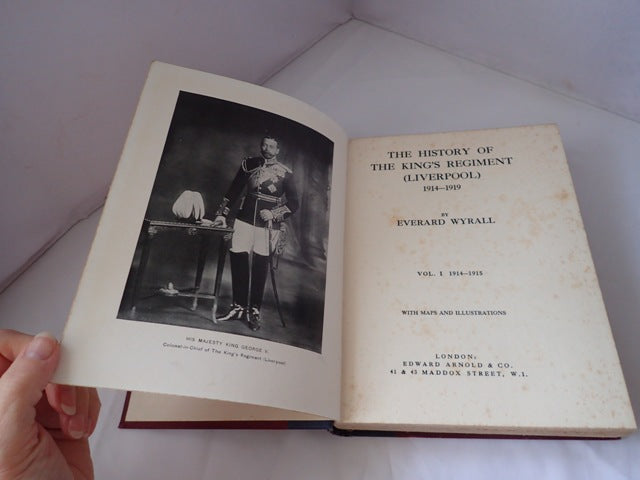 HIS MAJESTY KING GEORGE V.
Colonel-in-Chief of The King's Regiment (Liverpool)
THE HISTORY OF
THE KING'S REGIMENT
(LIVERPOOL)
1914—1919
BY
EVERARD WYRALL
VOL. I 1914–1915
WITH MAPS AND ILLUSTRATIONS
LONDON:
EDWARD ARNOLD & CO.
41 & 43 MADDOX STREET, W.1.